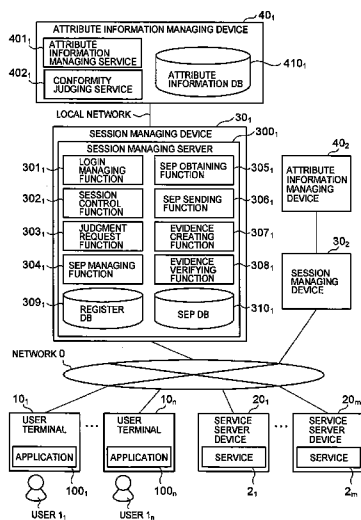 40₁
ATTRIBUTE INFORMATION MANAGING DEVICE
401₁
ATTRIBUTE
INFORMATION
MANAGING SERVICE
402₁
CONFORMITY
JUDGING SERVICE
ATTRIBUTE
INFORMATION DB
410₁
LOCAL NETWORK
30₁
SESSION MANAGING DEVICE
300₁
SESSION MANAGING SERVER
301₁
LOGIN
MANAGING
FUNCTION
SEP OBTAINING
FUNCTION
305₁
302₁
SESSION
CONTROL
FUNCTION
SEP SENDING
FUNCTION
306₁
303₁
JUDGMENT
REQUEST
FUNCTION
EVIDENCE
CREATING
FUNCTION
307₁
304₁
SEP MANAGING
FUNCTION
EVIDENCE
VERIFYING
FUNCTION
308₁
309₁
REGISTER
DB
SEP DB
310₁
40₂
ATTRIBUTE
INFORMATION
MANAGING
DEVICE
30₂
SESSION
MANAGING
DEVICE
NETWORK 0
10₁
USER
TERMINAL
APPLICATION
100₁
USER 1₁
...
10ₙ
USER
TERMINAL
APPLICATION
100ₙ
USER 1ₙ
20₁
SERVICE
SERVER
DEVICE
SERVICE
2₁
...
20ₘ
SERVICE
SERVER
DEVICE
SERVICE
2ₘ